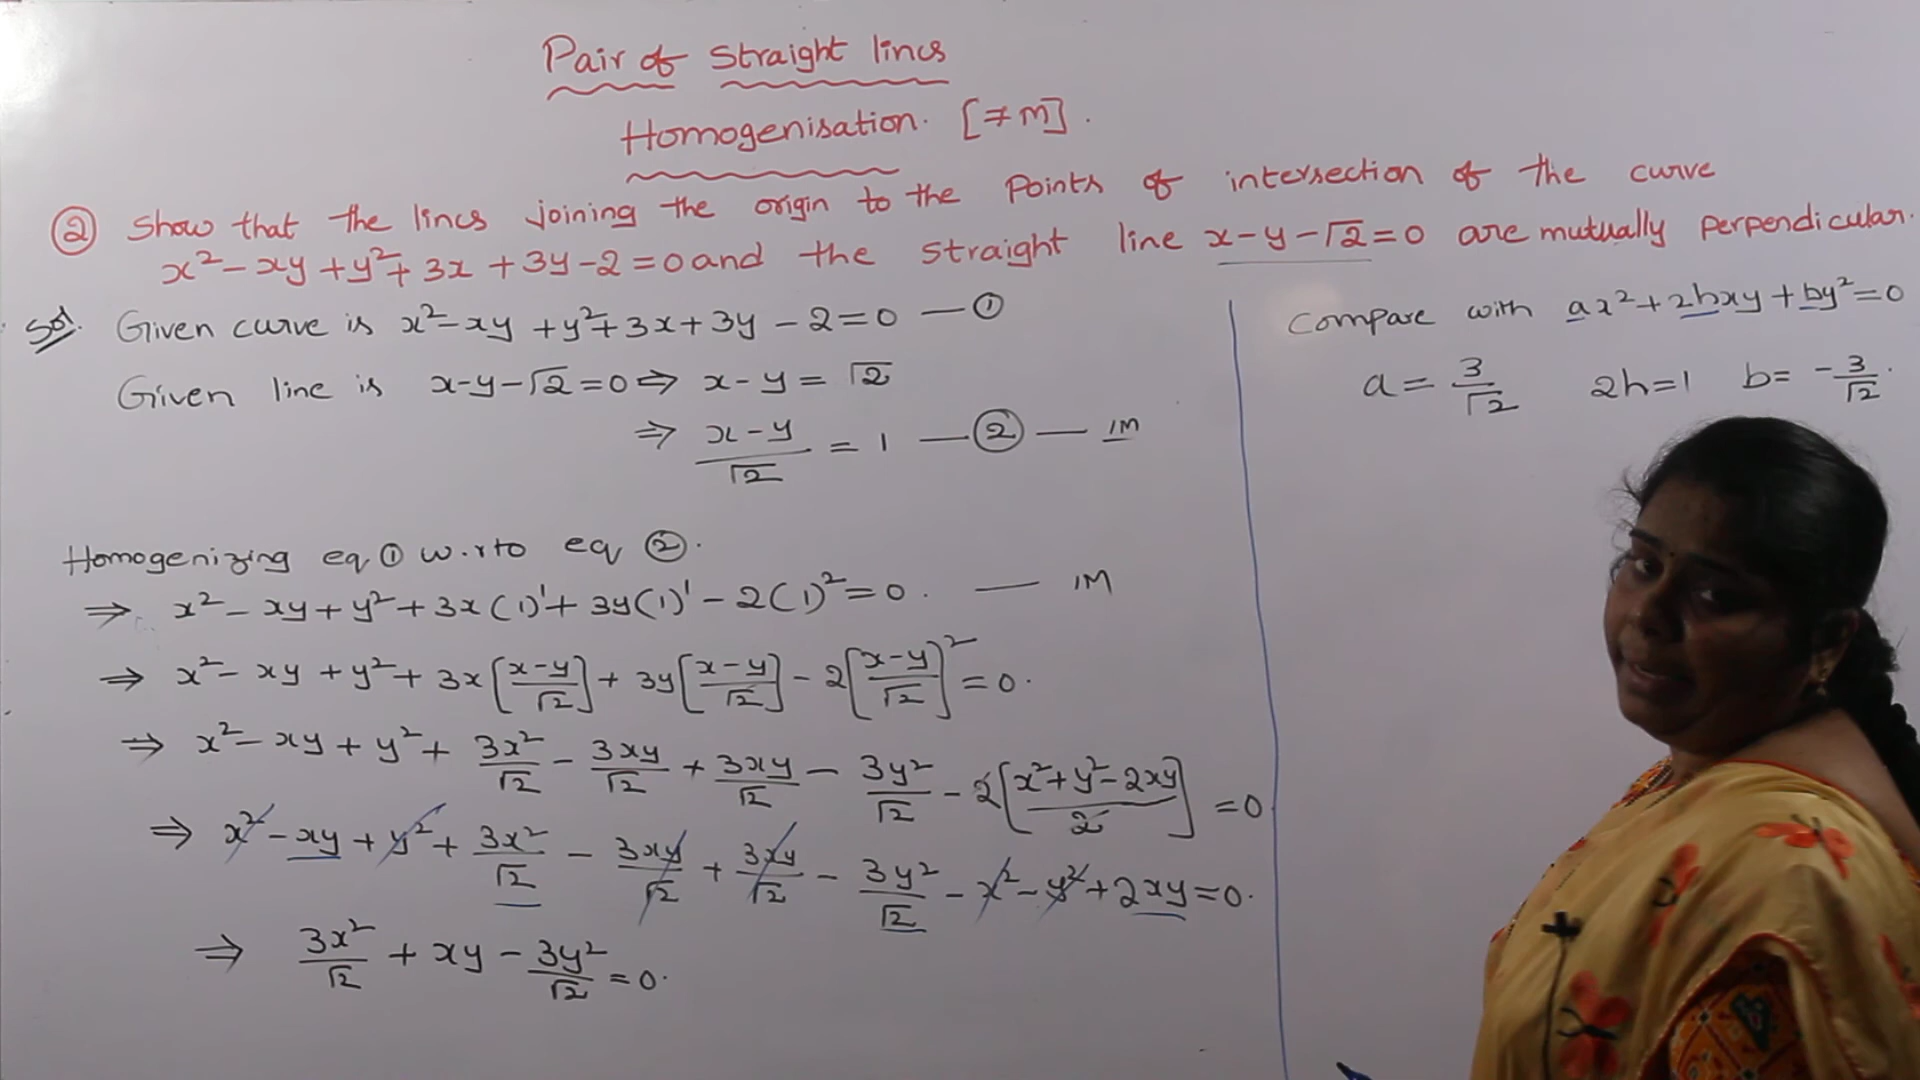 Pair of Straight lines
Homogenisation. [7M].
② Show that the lines joining the origin to the points of intersection of the curve
x² - xy + y² + 3x + 3y - 2 = 0 and the straight line x - y - √2 = 0 are mutually perpendicular.
Sol. Given curve is x² - xy + y² + 3x + 3y - 2 = 0 — ①
Given line is x - y - √2 = 0 ⇒ x - y = √2
⇒ (x - y)/√2 = 1 — ② — 1M
Homogenizing eq ① w.r to eq ②.
⇒ x² - xy + y² + 3x(1)' + 3y(1)' - 2(1)² = 0. — 1M
⇒ x² - xy + y² + 3x[(x - y)/√2] + 3y[(x - y)/√2] - 2[(x - y)/√2]² = 0.
⇒ x² - xy + y² + 3x²/√2 - 3xy/√2 + 3xy/√2 - 3y²/√2 - 2[(x² + y² - 2xy)/2] = 0
⇒ x² - xy + y² + 3x²/√2 - 3xy/√2 + 3xy/√2 - 3y²/√2 - x² - y² + 2xy = 0.
⇒ 3x²/√2 + xy - 3y²/√2 = 0.
Compare with ax² + 2hxy + by² = 0
a = 3/√2 2h = 1 b = -3/√2.